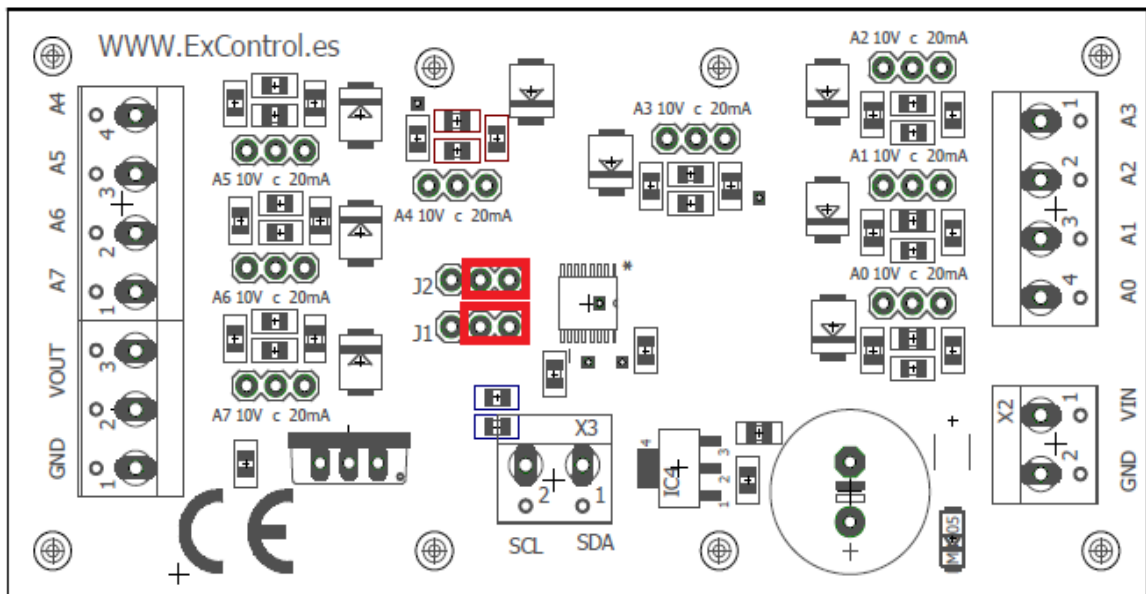 WWW.ExControl.es
A2 10V c 20mA
A4
4
A5
3
A6
2
A7
1
VOUT
3
2
GND
1
A5 10V c 20mA
A6 10V c 20mA
A7 10V c 20mA
A4 10V c 20mA
A3 10V c 20mA
J2
J1
*
A1 10V c 20mA
A0 10V c 20mA
1
A3
2
A2
3
A1
4
A0
X3
2
1
SCL
SDA
4
IC4
3
2
1
+
X2
1
VIN
2
GND
CE